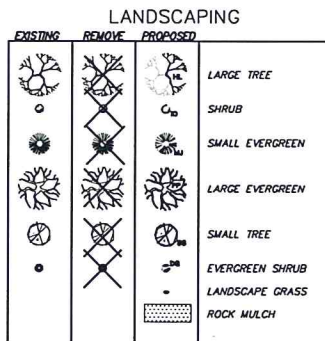 LANDSCAPING
EXISTING REMOVE PROPOSED
HL LARGE TREE
SHRUB
SMALL EVERGREEN
LARGE EVERGREEN
SMALL TREE
EVERGREEN SHRUB
LANDSCAPE GRASS
ROCK MULCH